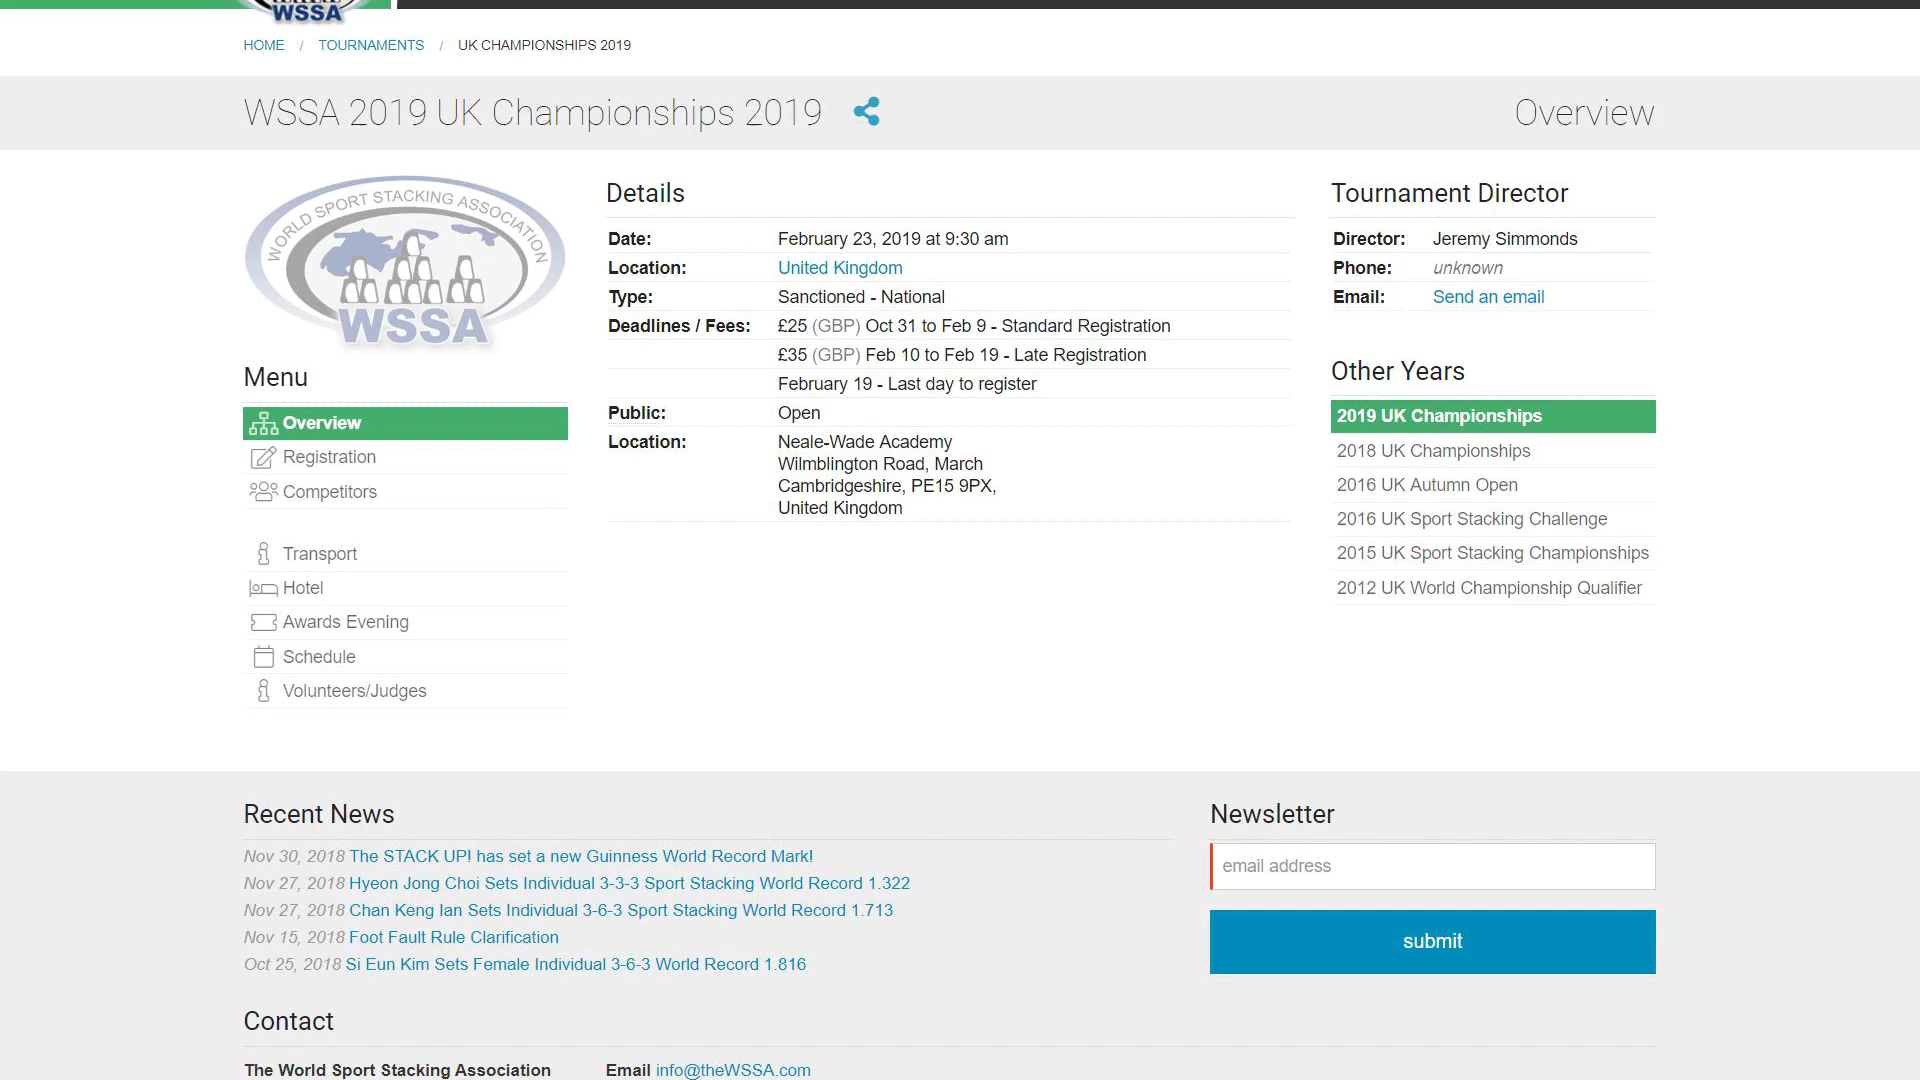 WSSA
HOME / TOURNAMENTS / UK CHAMPIONSHIPS 2019
WSSA 2019 UK Championships 2019
Overview
WORLD SPORT STACKING ASSOCIATION
WSSA
Menu
Overview
Registration
Competitors
Transport
Hotel
Awards Evening
Schedule
Volunteers/Judges
Details
Date: February 23, 2019 at 9:30 am
Location: United Kingdom
Type: Sanctioned - National
Deadlines / Fees: £25 (GBP) Oct 31 to Feb 9 - Standard Registration
£35 (GBP) Feb 10 to Feb 19 - Late Registration
February 19 - Last day to register
Public: Open
Location: Neale-Wade Academy
Wilmblington Road, March
Cambridgeshire, PE15 9PX,
United Kingdom
Tournament Director
Director: Jeremy Simmonds
Phone: unknown
Email: Send an email
Other Years
2019 UK Championships
2018 UK Championships
2016 UK Autumn Open
2016 UK Sport Stacking Challenge
2015 UK Sport Stacking Championships
2012 UK World Championship Qualifier
Recent News
Nov 30, 2018 The STACK UP! has set a new Guinness World Record Mark!
Nov 27, 2018 Hyeon Jong Choi Sets Individual 3-3-3 Sport Stacking World Record 1.322
Nov 27, 2018 Chan Keng Ian Sets Individual 3-6-3 Sport Stacking World Record 1.713
Nov 15, 2018 Foot Fault Rule Clarification
Oct 25, 2018 Si Eun Kim Sets Female Individual 3-6-3 World Record 1.816
Newsletter
email address
submit
Contact
The World Sport Stacking Association
Email info@theWSSA.com